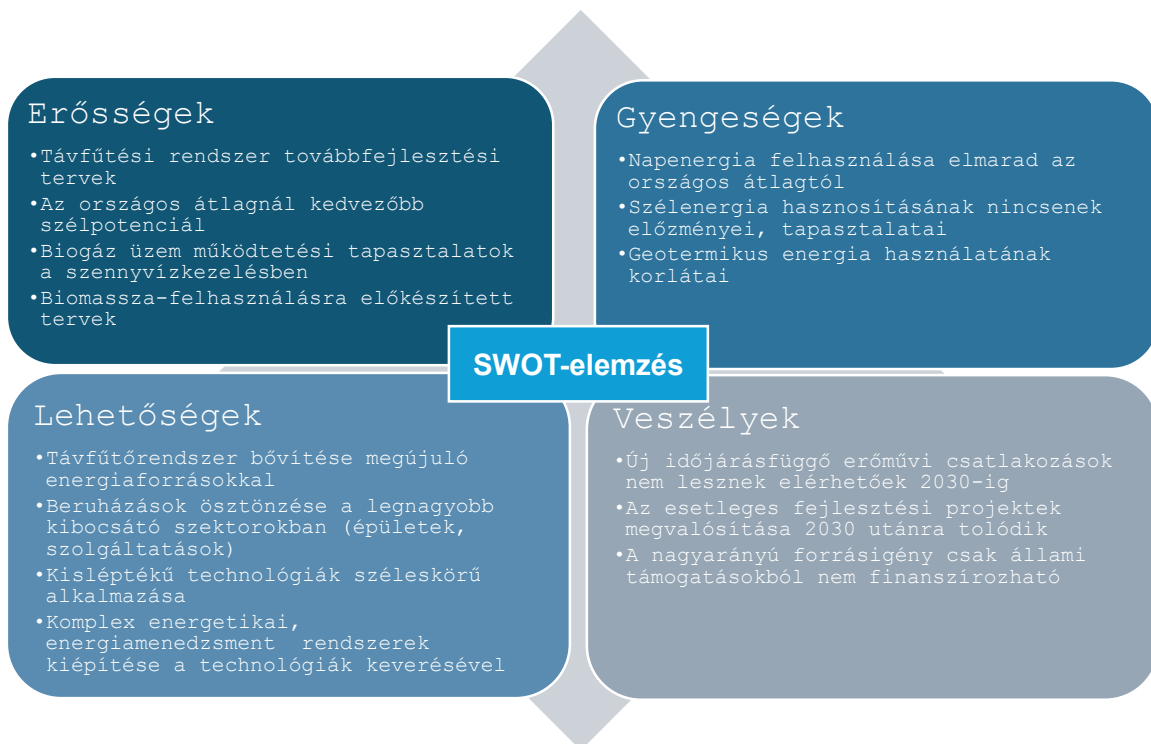 Erősségek
•Távfűtési rendszer továbbfejlesztési
tervek
•Az országos átlagnál kedvezőbb
szélpotenciál
•Biogáz üzem működtetési tapasztalatok
a szennyvízkezelésben
•Biomassza-felhasználásra előkészített
tervek
Gyengeségek
•Napenergia felhasználása elmarad az
országos átlagtól
•Szélenergia hasznosításának nincsenek
előzményei, tapasztalatai
•Geotermikus energia használatának
korlátai
SWOT-elemzés
Lehetőségek
•Távfűtőrendszer bővítése megújuló
energiaforrásokkal
•Beruházások ösztönzése a legnagyobb
kibocsátó szektorokban (épületek,
szolgáltatások)
•Kisléptékű technológiák széleskörű
alkalmazása
•Komplex energetikai,
energiamenedzsment rendszerek
kiépítése a technológiák keverésével
Veszélyek
•Új időjárásfüggő erőművi csatlakozások
nem lesznek elérhetőek 2030-ig
•Az esetleges fejlesztési projektek
megvalósítása 2030 utánra tolódik
•A nagyarányú forrásigény csak állami
támogatásokból nem finanszírozható